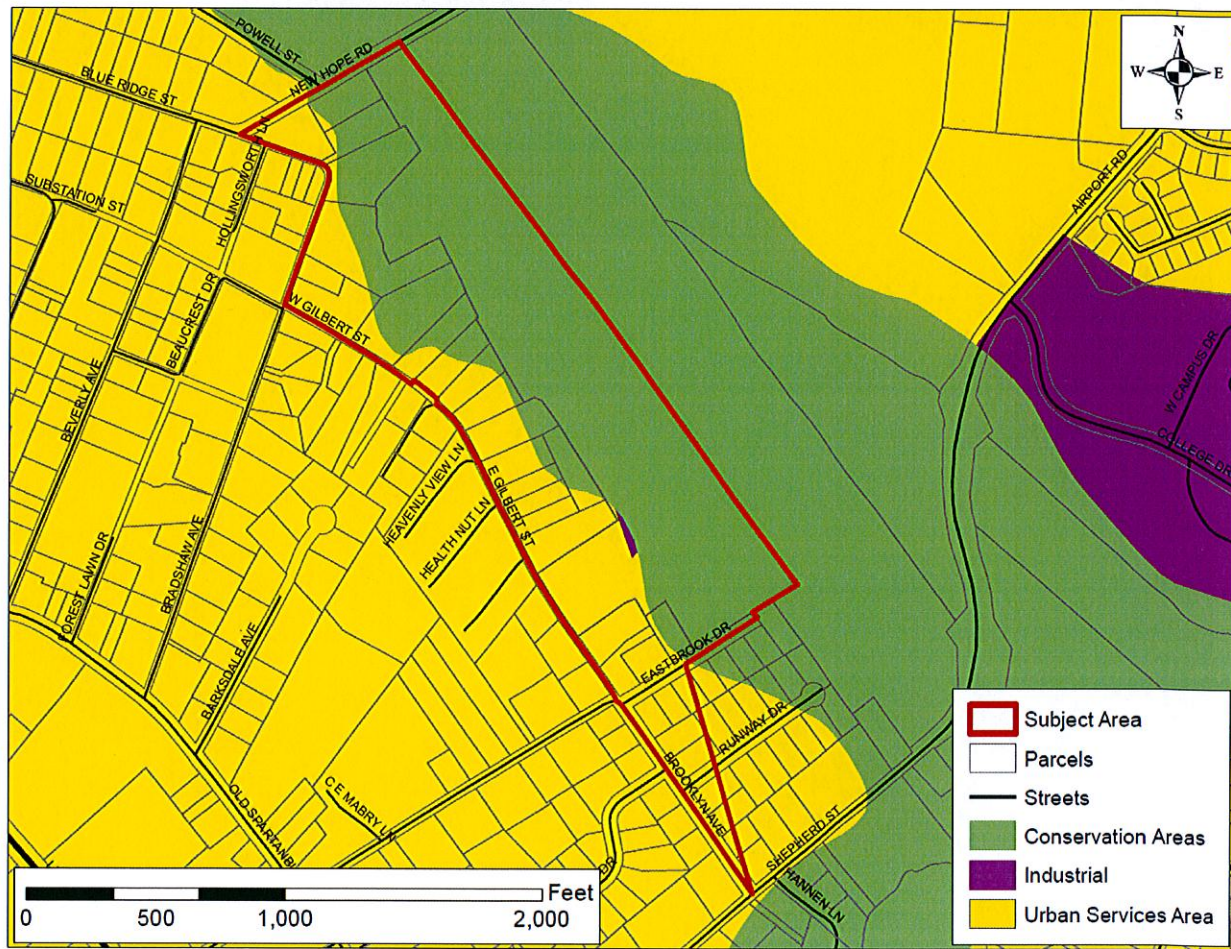 POWELL ST
NEW HOPE RD
BLUE RIDGE ST
N
W
E
S
AIRPORT RD
HOLLINGSWORTH LN
SUBSTATION ST
BEAUCREST DR
W GILBERT ST
BEVERLY AVE
W CAMPUS DR
COLLEGE DR
HEAVENLY VIEW LN
E GILBERT ST
HEALTH NUT LN
FOREST LAWN DR
BRADSHAW AVE
BARKSDALE AVE
EASTBROOK DR
RUNWAY DR
BROOKLYN AVE
C E MABRY LN
OLD SPARTANB
SHEPHERD ST
DR
HANNEN LN
Subject Area
Parcels
Streets
Conservation Areas
Industrial
Urban Services Area
Feet
0 500 1,000 2,000